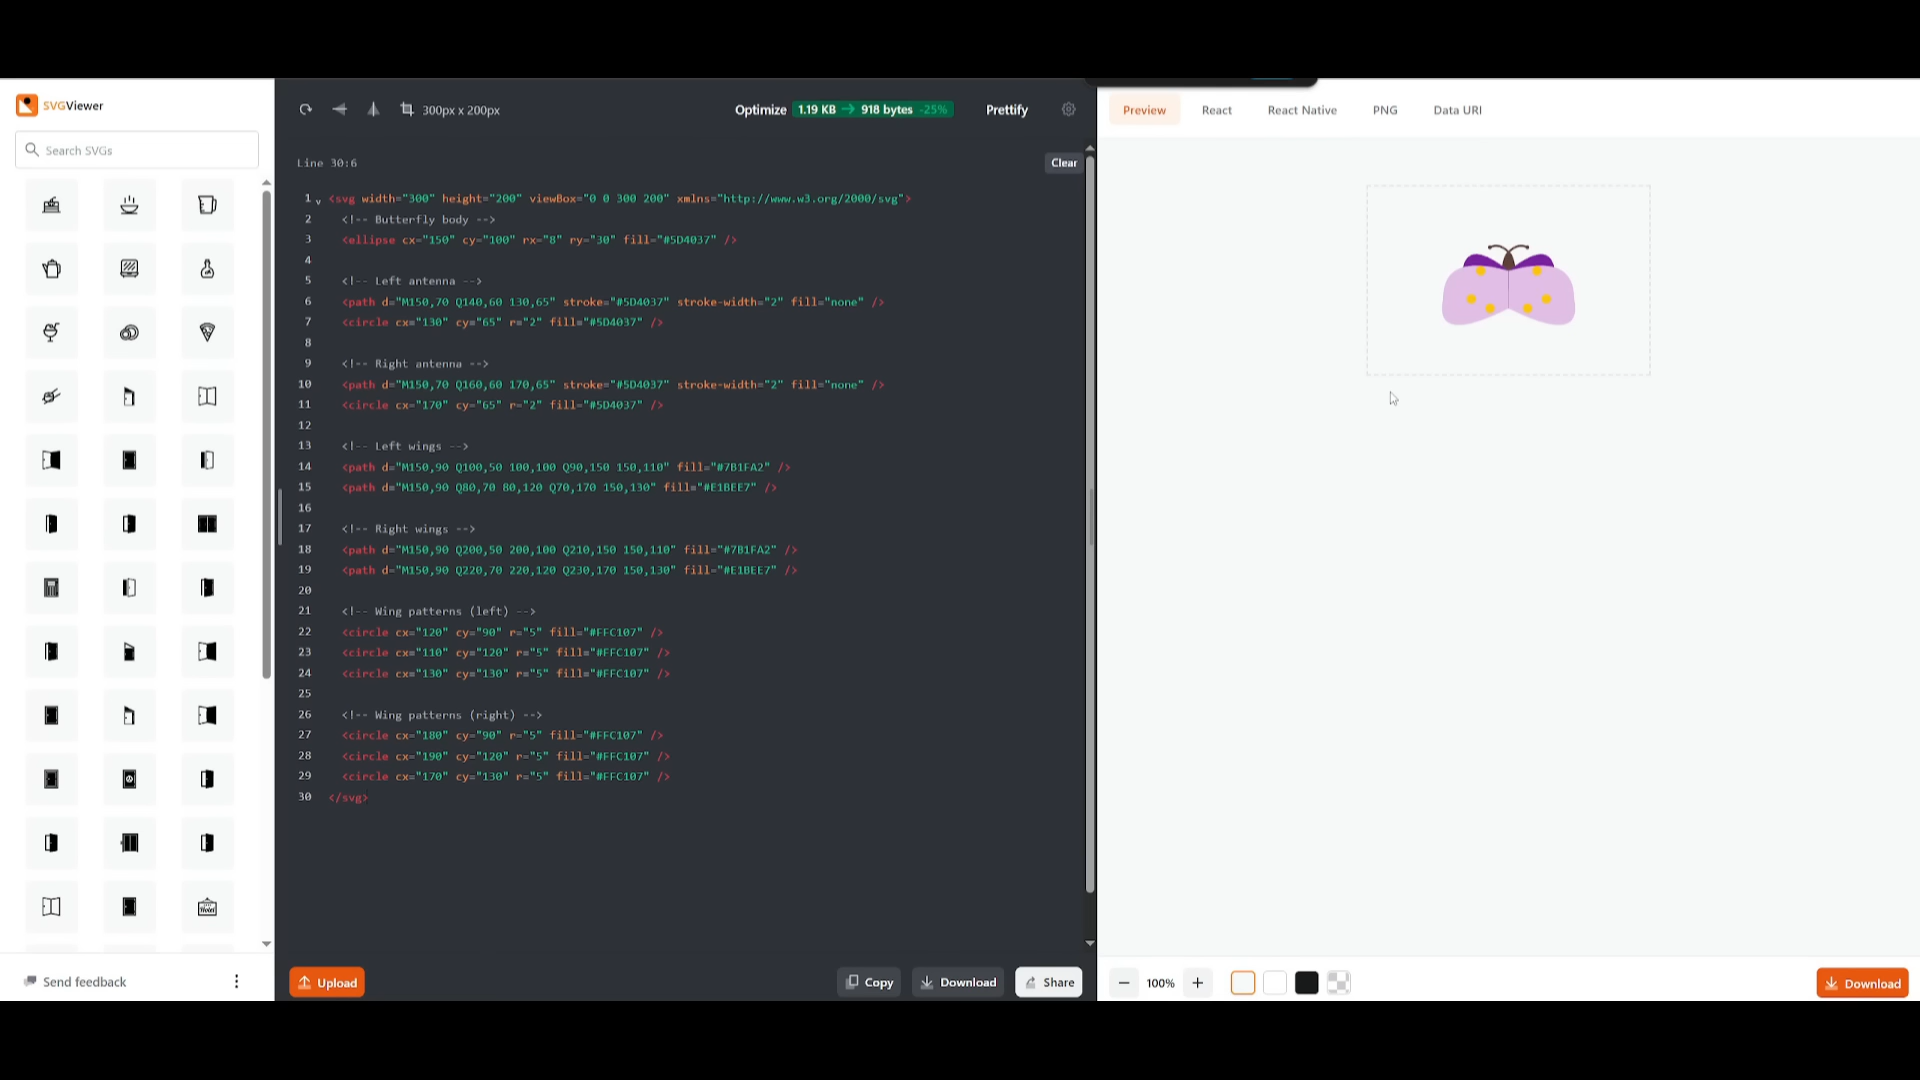 SVGViewer
Search SVGs
Send feedback
300px x 200px
Optimize 1.19 KB → 918 bytes -25%
Prettify
Line 30:6
Clear
1 <svg width="300" height="200" viewBox="0 0 300 200" xmlns="http://www.w3.org/2000/svg">
2 <!-- Butterfly body -->
3 <ellipse cx="150" cy="100" rx="8" ry="30" fill="#5D4037" />
4
5 <!-- Left antenna -->
6 <path d="M150,70 Q140,60 130,65" stroke="#5D4037" stroke-width="2" fill="none" />
7 <circle cx="130" cy="65" r="2" fill="#5D4037" />
8
9 <!-- Right antenna -->
10 <path d="M150,70 Q160,60 170,65" stroke="#5D4037" stroke-width="2" fill="none" />
11 <circle cx="170" cy="65" r="2" fill="#5D4037" />
12
13 <!-- Left wings -->
14 <path d="M150,90 Q100,50 100,100 Q90,150 150,110" fill="#7B1FA2" />
15 <path d="M150,90 Q80,70 80,120 Q70,170 150,130" fill="#E1BEE7" />
16
17 <!-- Right wings -->
18 <path d="M150,90 Q200,50 200,100 Q210,150 150,110" fill="#7B1FA2" />
19 <path d="M150,90 Q220,70 220,120 Q230,170 150,130" fill="#E1BEE7" />
20
21 <!-- Wing patterns (left) -->
22 <circle cx="120" cy="90" r="5" fill="#FFC107" />
23 <circle cx="110" cy="120" r="5" fill="#FFC107" />
24 <circle cx="130" cy="130" r="5" fill="#FFC107" />
25
26 <!-- Wing patterns (right) -->
27 <circle cx="180" cy="90" r="5" fill="#FFC107" />
28 <circle cx="190" cy="120" r="5" fill="#FFC107" />
29 <circle cx="170" cy="130" r="5" fill="#FFC107" />
30 </svg>
Upload
Copy
Download
Share
Preview React React Native PNG Data URI
100%
Download